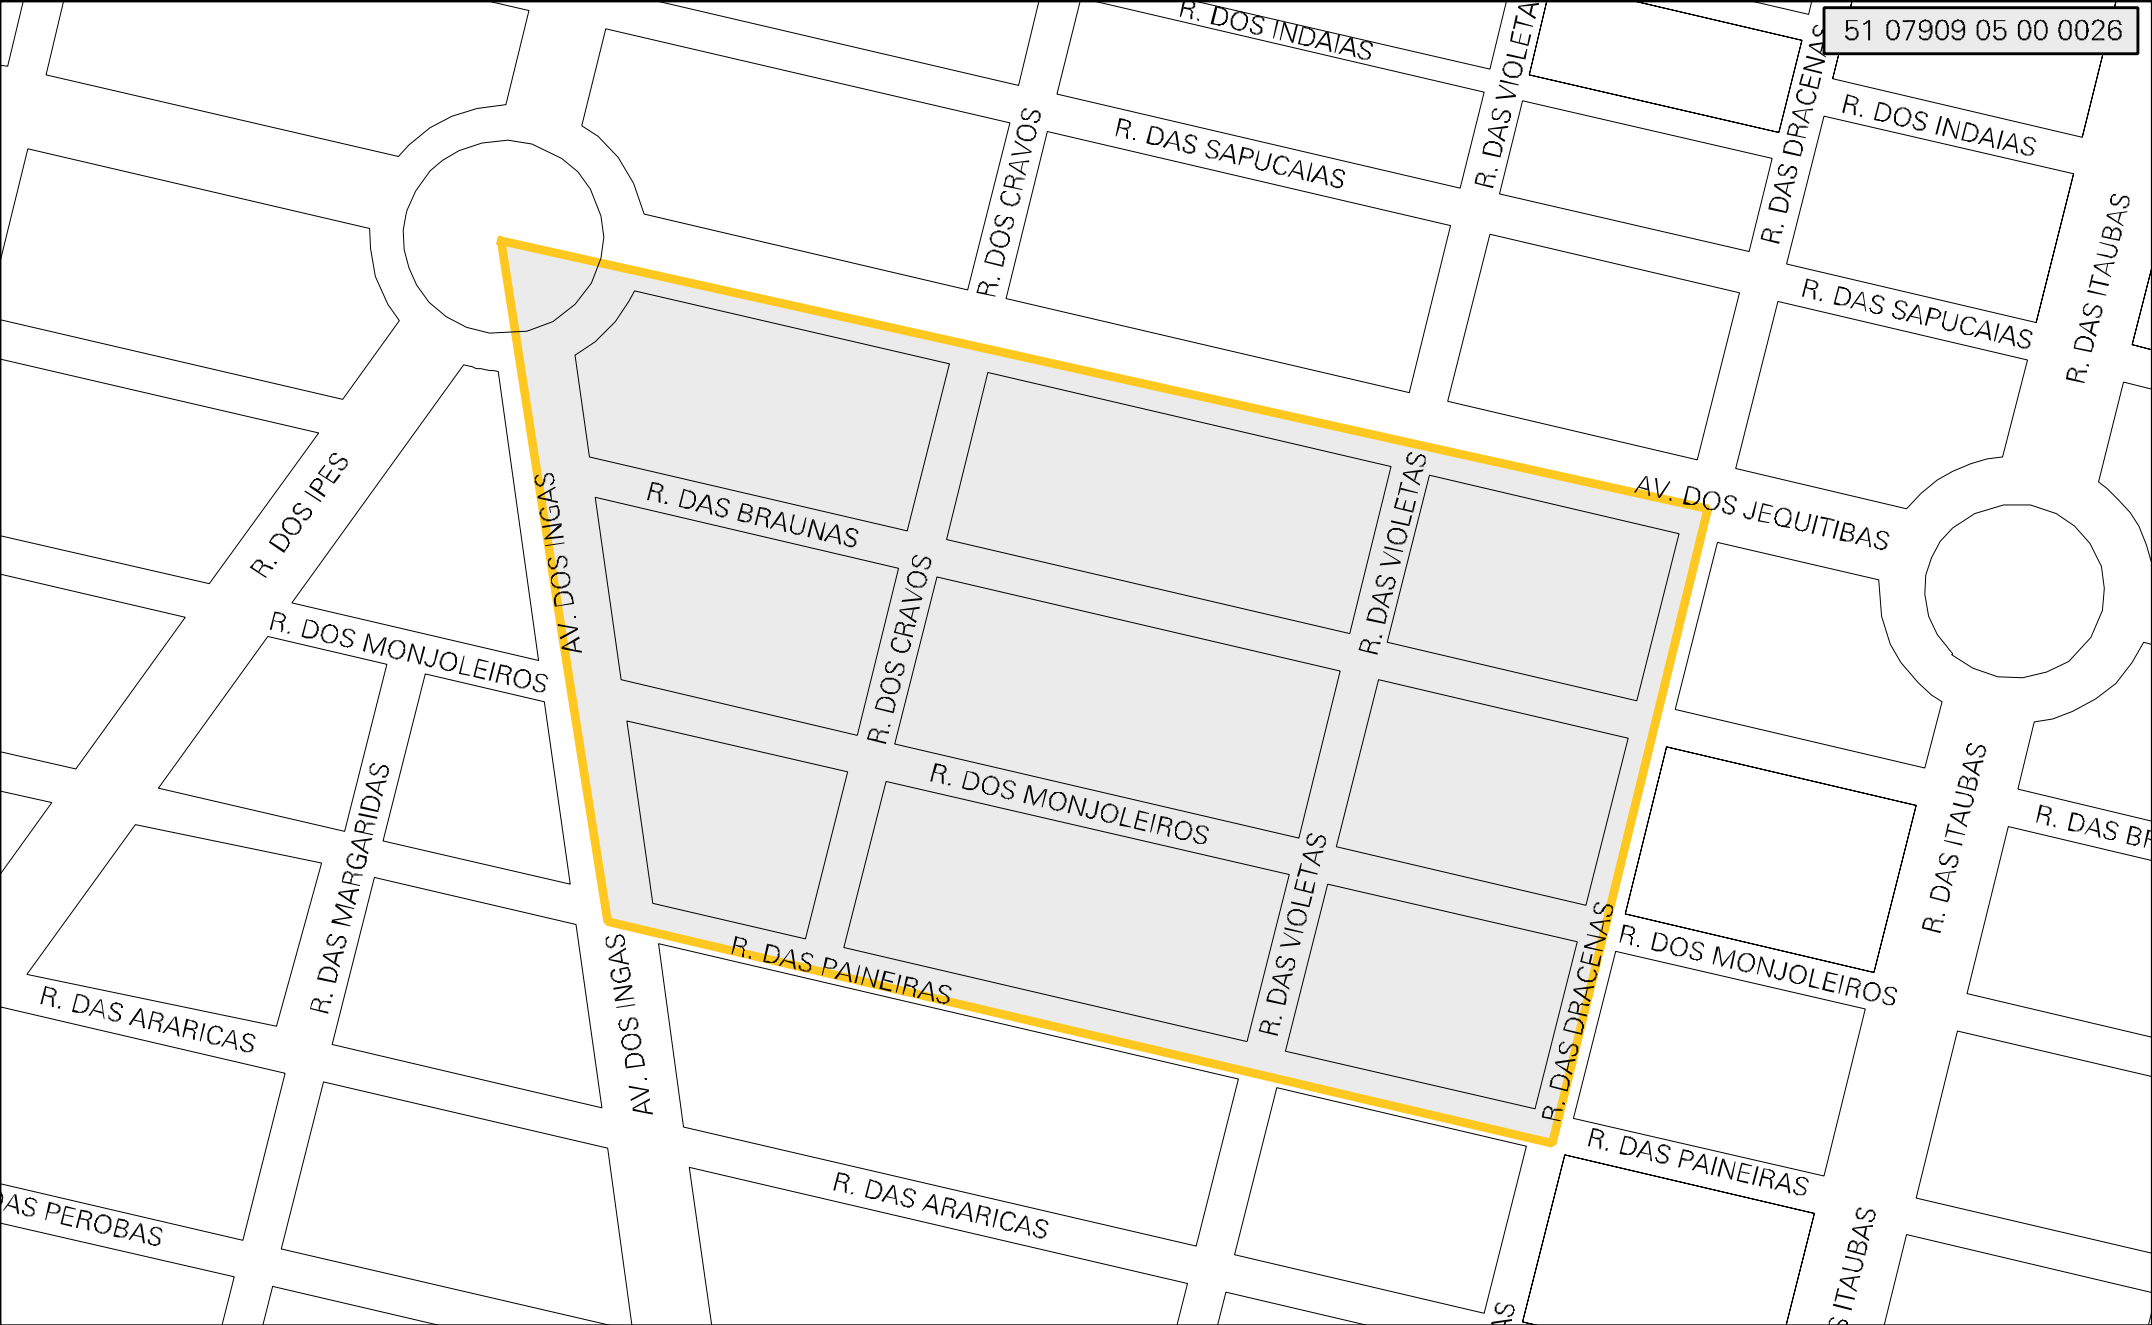 R. DOS INDAIAS
51 07909 05 00 0026
R. DAS VIOLETA
R. DAS DRACENAS
R. DOS INDAIAS
R. DOS CRAVOS
R. DAS SAPUCAIAS
R. DAS ITAUBAS
R. DAS SAPUCAIAS
R. DOS IPES
AV. DOS INGAS
R. DAS BRAUNAS
R. DAS VIOLETAS
AV. DOS JEQUITIBAS
R. DOS CRAVOS
R. DOS MONJOLEIROS
R. DAS MARGARIDAS
R. DOS MONJOLEIROS
R. DAS ITAUBAS
R. DAS BR
R. DAS VIOLETAS
R. DAS DRACENAS
R. DOS MONJOLEIROS
R. DAS PAINEIRAS
R. DAS ARARICAS
AV. DOS INGAS
R. DAS PAINEIRAS
R. DAS ARARICAS
DAS PEROBAS
S ITAUBAS
AS